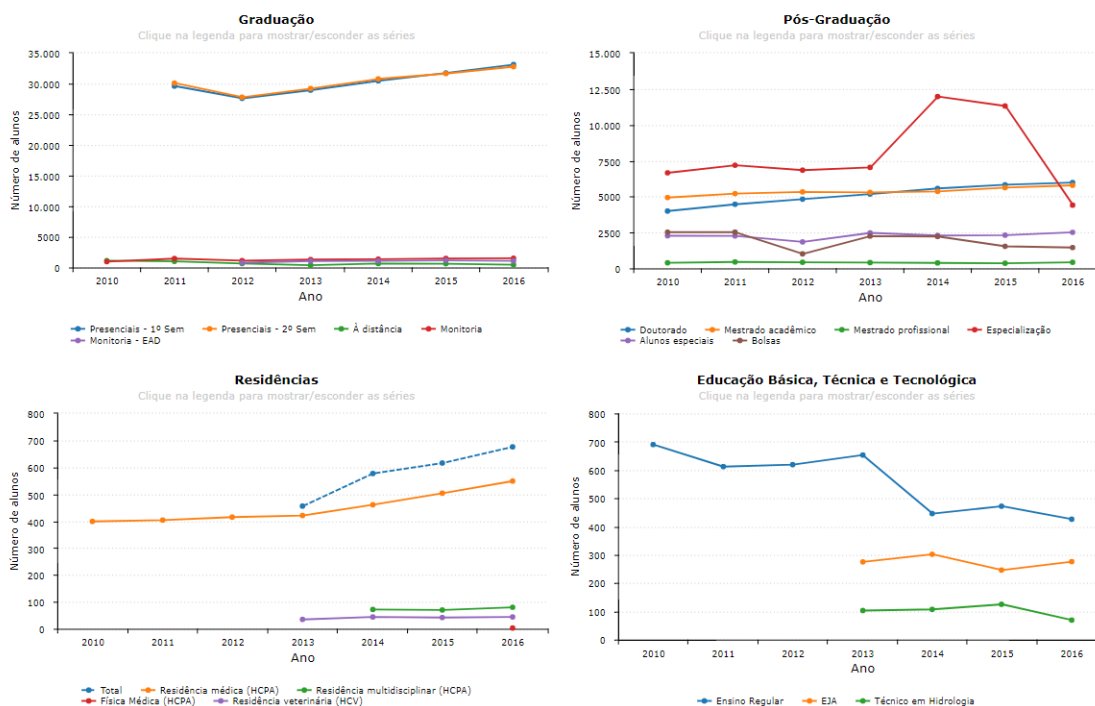 Graduação
Clique na legenda para mostrar/esconder as séries
35.000
30.000
25.000
20.000
15.000
10.000
5000
0
Número de alunos
2010 2011 2012 2013 2014 2015 2016
Ano
Presenciais - 1º Sem Presenciais - 2º Sem À distância Monitoria
Monitoria - EAD
Pós-Graduação
Clique na legenda para mostrar/esconder as séries
15.000
12.500
10.000
7500
5000
2500
0
Número de alunos
2010 2011 2012 2013 2014 2015 2016
Ano
Doutorado Mestrado acadêmico Mestrado profissional Especialização
Alunos especiais Bolsas
Residências
Clique na legenda para mostrar/esconder as séries
800
700
600
500
400
300
200
100
0
Número de alunos
2010 2011 2012 2013 2014 2015 2016
Ano
Total Residência médica (HCPA) Residência multidisciplinar (HCPA)
Física Médica (HCPA) Residência veterinária (HCV)
Educação Básica, Técnica e Tecnológica
Clique na legenda para mostrar/esconder as séries
800
700
600
500
400
300
200
100
0
Número de alunos
2010 2011 2012 2013 2014 2015 2016
Ano
Ensino Regular EJA Técnico em Hidrologia